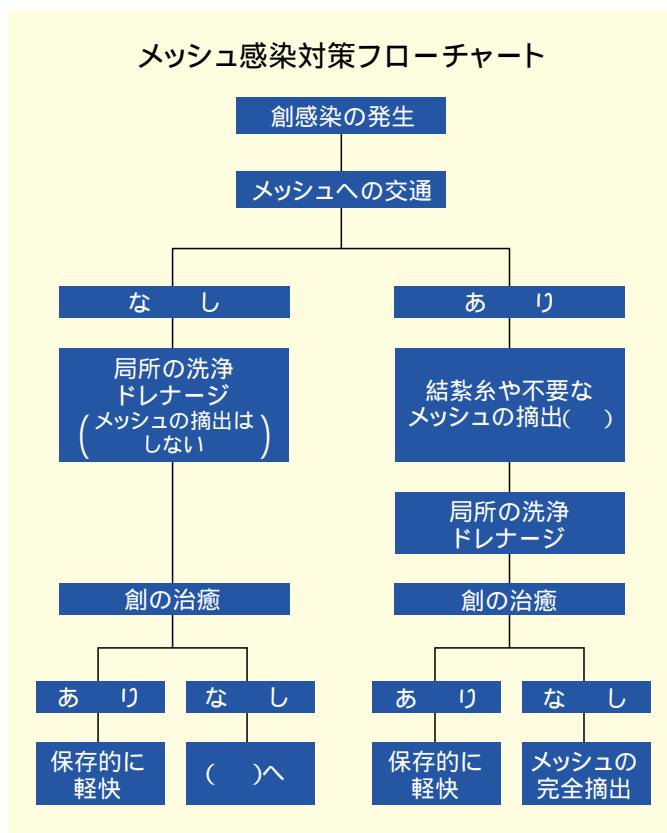 メッシュ感染対策フローチャート
創感染の発生
メッシュへの交通
な し
あ り
局所の洗浄
ドレナージ
(メッシュの摘出は
しない)
結紮糸や不要な
メッシュの摘出( )
局所の洗浄
ドレナージ
創の治癒
創の治癒
あ り
な し
あ り
な し
保存的に
軽快
( )へ
保存的に
軽快
メッシュの
完全摘出